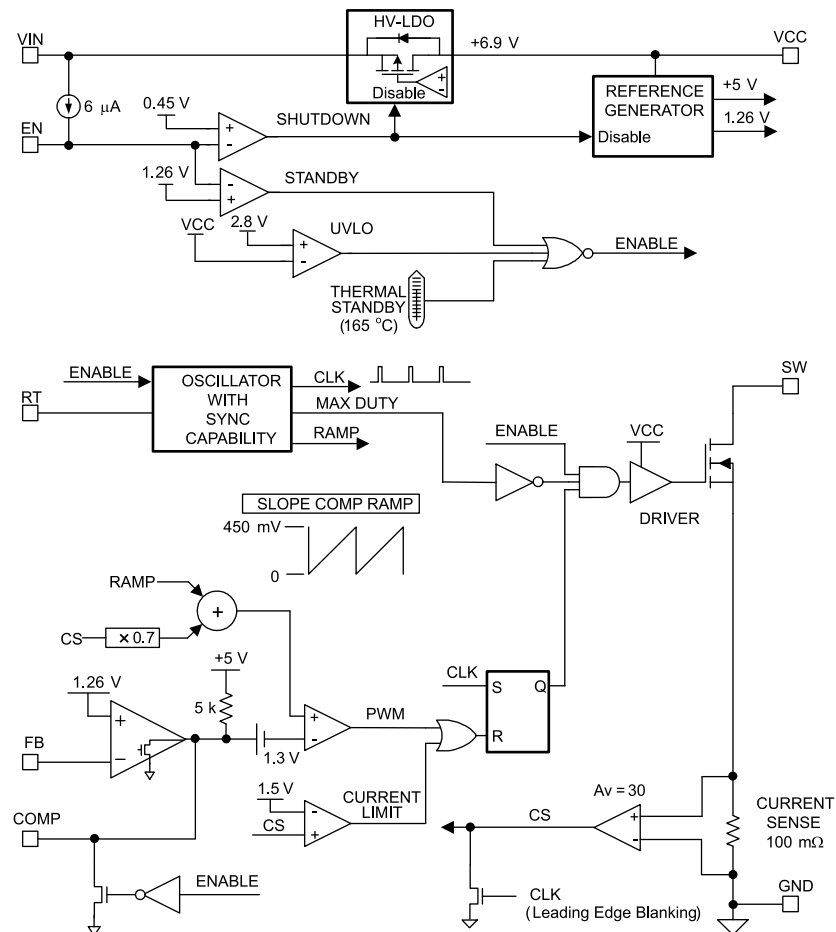 HV-LDO
VIN
+6.9 V
VCC
Disable
6 μA
0.45 V
SHUTDOWN
REFERENCE
GENERATOR
Disable
+5 V
1.26 V
EN
1.26 V
STANDBY
VCC
2.8 V
UVLO
ENABLE
THERMAL
STANDBY
(165 °C)
ENABLE
RT
OSCILLATOR
WITH
SYNC
CAPABILITY
CLK
MAX DUTY
RAMP
SW
ENABLE
VCC
DRIVER
SLOPE COMP RAMP
450 mV
0
RAMP
+
CS
× 0.7
+5 V
5 k
1.26 V
FB
1.3 V
PWM
CLK
S
Q
R
1.5 V
CS
CURRENT
LIMIT
COMP
ENABLE
Av = 30
CS
CURRENT
SENSE
100 mΩ
CLK
(Leading Edge Blanking)
GND